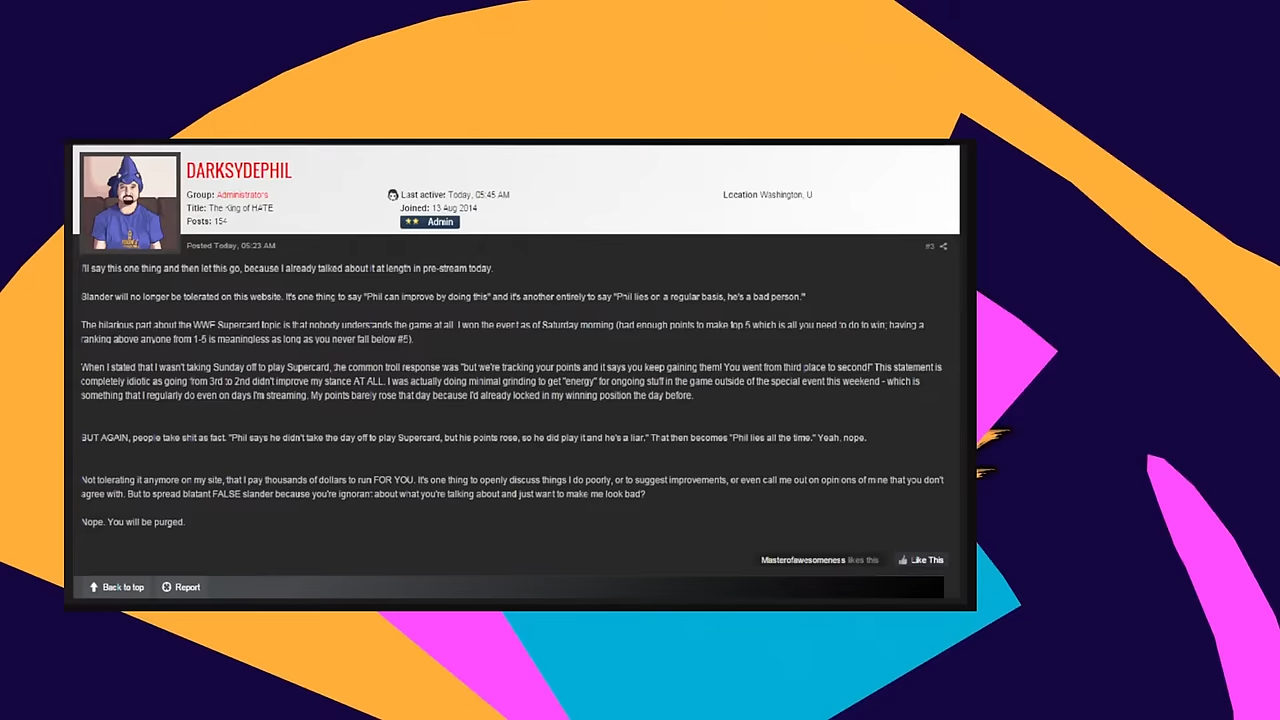 DARKSYDEPHIL
Group: Administrators
Title: The King of HATE
Posts: 154
Last active: Today, 05:45 AM
Joined: 13 Aug 2014
Admin
Location Washington, U
Posted Today, 05:23 AM
#3
I'll say this one thing and then let this go, because I already talked about it at length in pre-stream today.
Slander will no longer be tolerated on this website. It's one thing to say "Phil can improve by doing this" and it's another entirely to say "Phil lies on a regular basis, he's a bad person."
The hilarious part about the WWF Supercard topic is that nobody understands the game at all. I won the event as of Saturday morning (had enough points to make top 5 which is all you need to do to win; having a
ranking above anyone from 1-5 is meaningless as long as you never fall below #5).
When I stated that I wasn't taking Sunday off to play Supercard, the common troll response was "but we're tracking your points and it says you keep gaining them! You went from third place to second!" This statement is
completely idiotic as going from 3rd to 2nd didn't improve my stance AT ALL. I was actually doing minimal grinding to get "energy" for ongoing stuff in the game outside of the special event this weekend - which is
something that I regularly do even on days I'm streaming. My points barely rose that day because I'd already locked in my winning position the day before.
BUT AGAIN, people take shit as fact. "Phil says he didn't take the day off to play Supercard, but his points rose, so he did play it and he's a liar." That then becomes "Phil lies all the time." Yeah, nope.
Not tolerating it anymore on my site, that I pay thousands of dollars to run FOR YOU. It's one thing to openly discuss things I do poorly, or to suggest improvements, or even call me out on opinions of mine that you don't
agree with. But to spread blatant FALSE slander because you're ignorant about what you're talking about and just want to make me look bad?
Nope. You will be purged.
Masterofawesomeness likes this
Like This
Back to top
Report